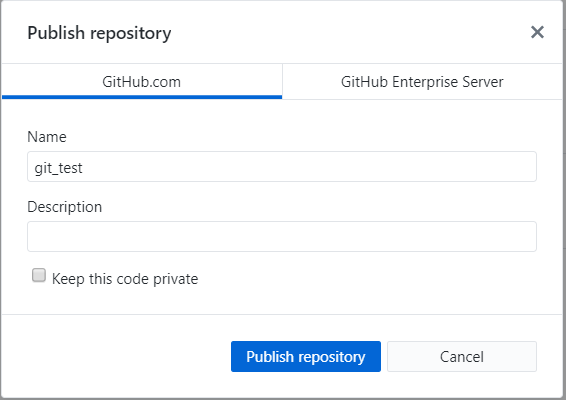 Publish repository
GitHub.com
GitHub Enterprise Server
Name
git_test
Description
Keep this code private
Publish repository
Cancel